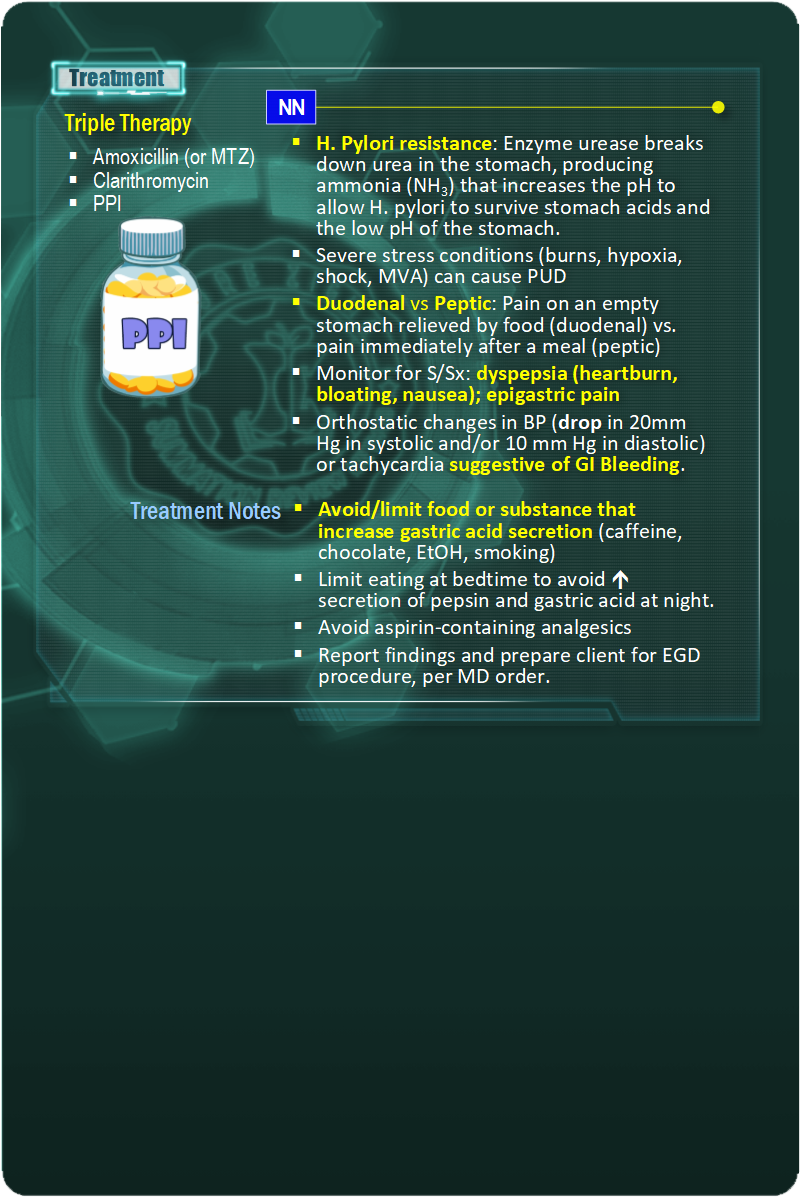 Treatment
Triple Therapy
▪ Amoxicillin (or MTZ)
▪ Clarithromycin
▪ PPI
PPI
NN
▪ H. Pylori resistance: Enzyme urease breaks
down urea in the stomach, producing
ammonia (NH₃) that increases the pH to
allow H. pylori to survive stomach acids and
the low pH of the stomach.
▪ Severe stress conditions (burns, hypoxia,
shock, MVA) can cause PUD
▪ Duodenal vs Peptic: Pain on an empty
stomach relieved by food (duodenal) vs.
pain immediately after a meal (peptic)
▪ Monitor for S/Sx: dyspepsia (heartburn,
bloating, nausea); epigastric pain
▪ Orthostatic changes in BP (drop in 20mm
Hg in systolic and/or 10 mm Hg in diastolic)
or tachycardia suggestive of GI Bleeding.
Treatment Notes
▪ Avoid/limit food or substance that
increase gastric acid secretion (caffeine,
chocolate, EtOH, smoking)
▪ Limit eating at bedtime to avoid ↑
secretion of pepsin and gastric acid at night.
▪ Avoid aspirin-containing analgesics
▪ Report findings and prepare client for EGD
procedure, per MD order.